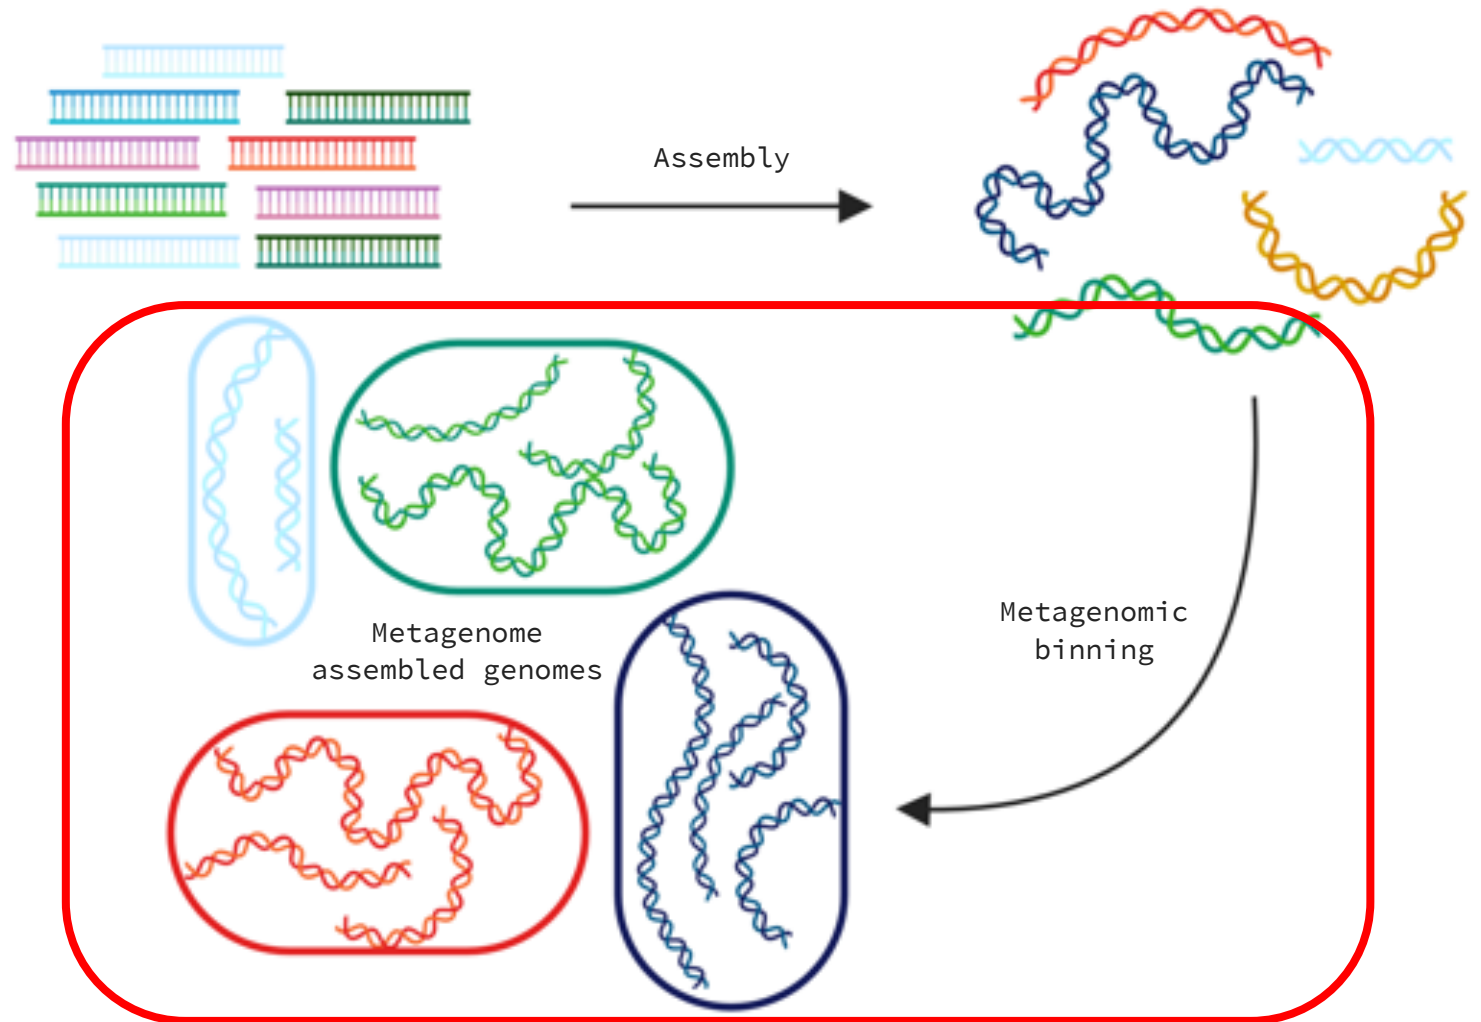 Assembly
Metagenomic
binning
Metagenome
assembled genomes